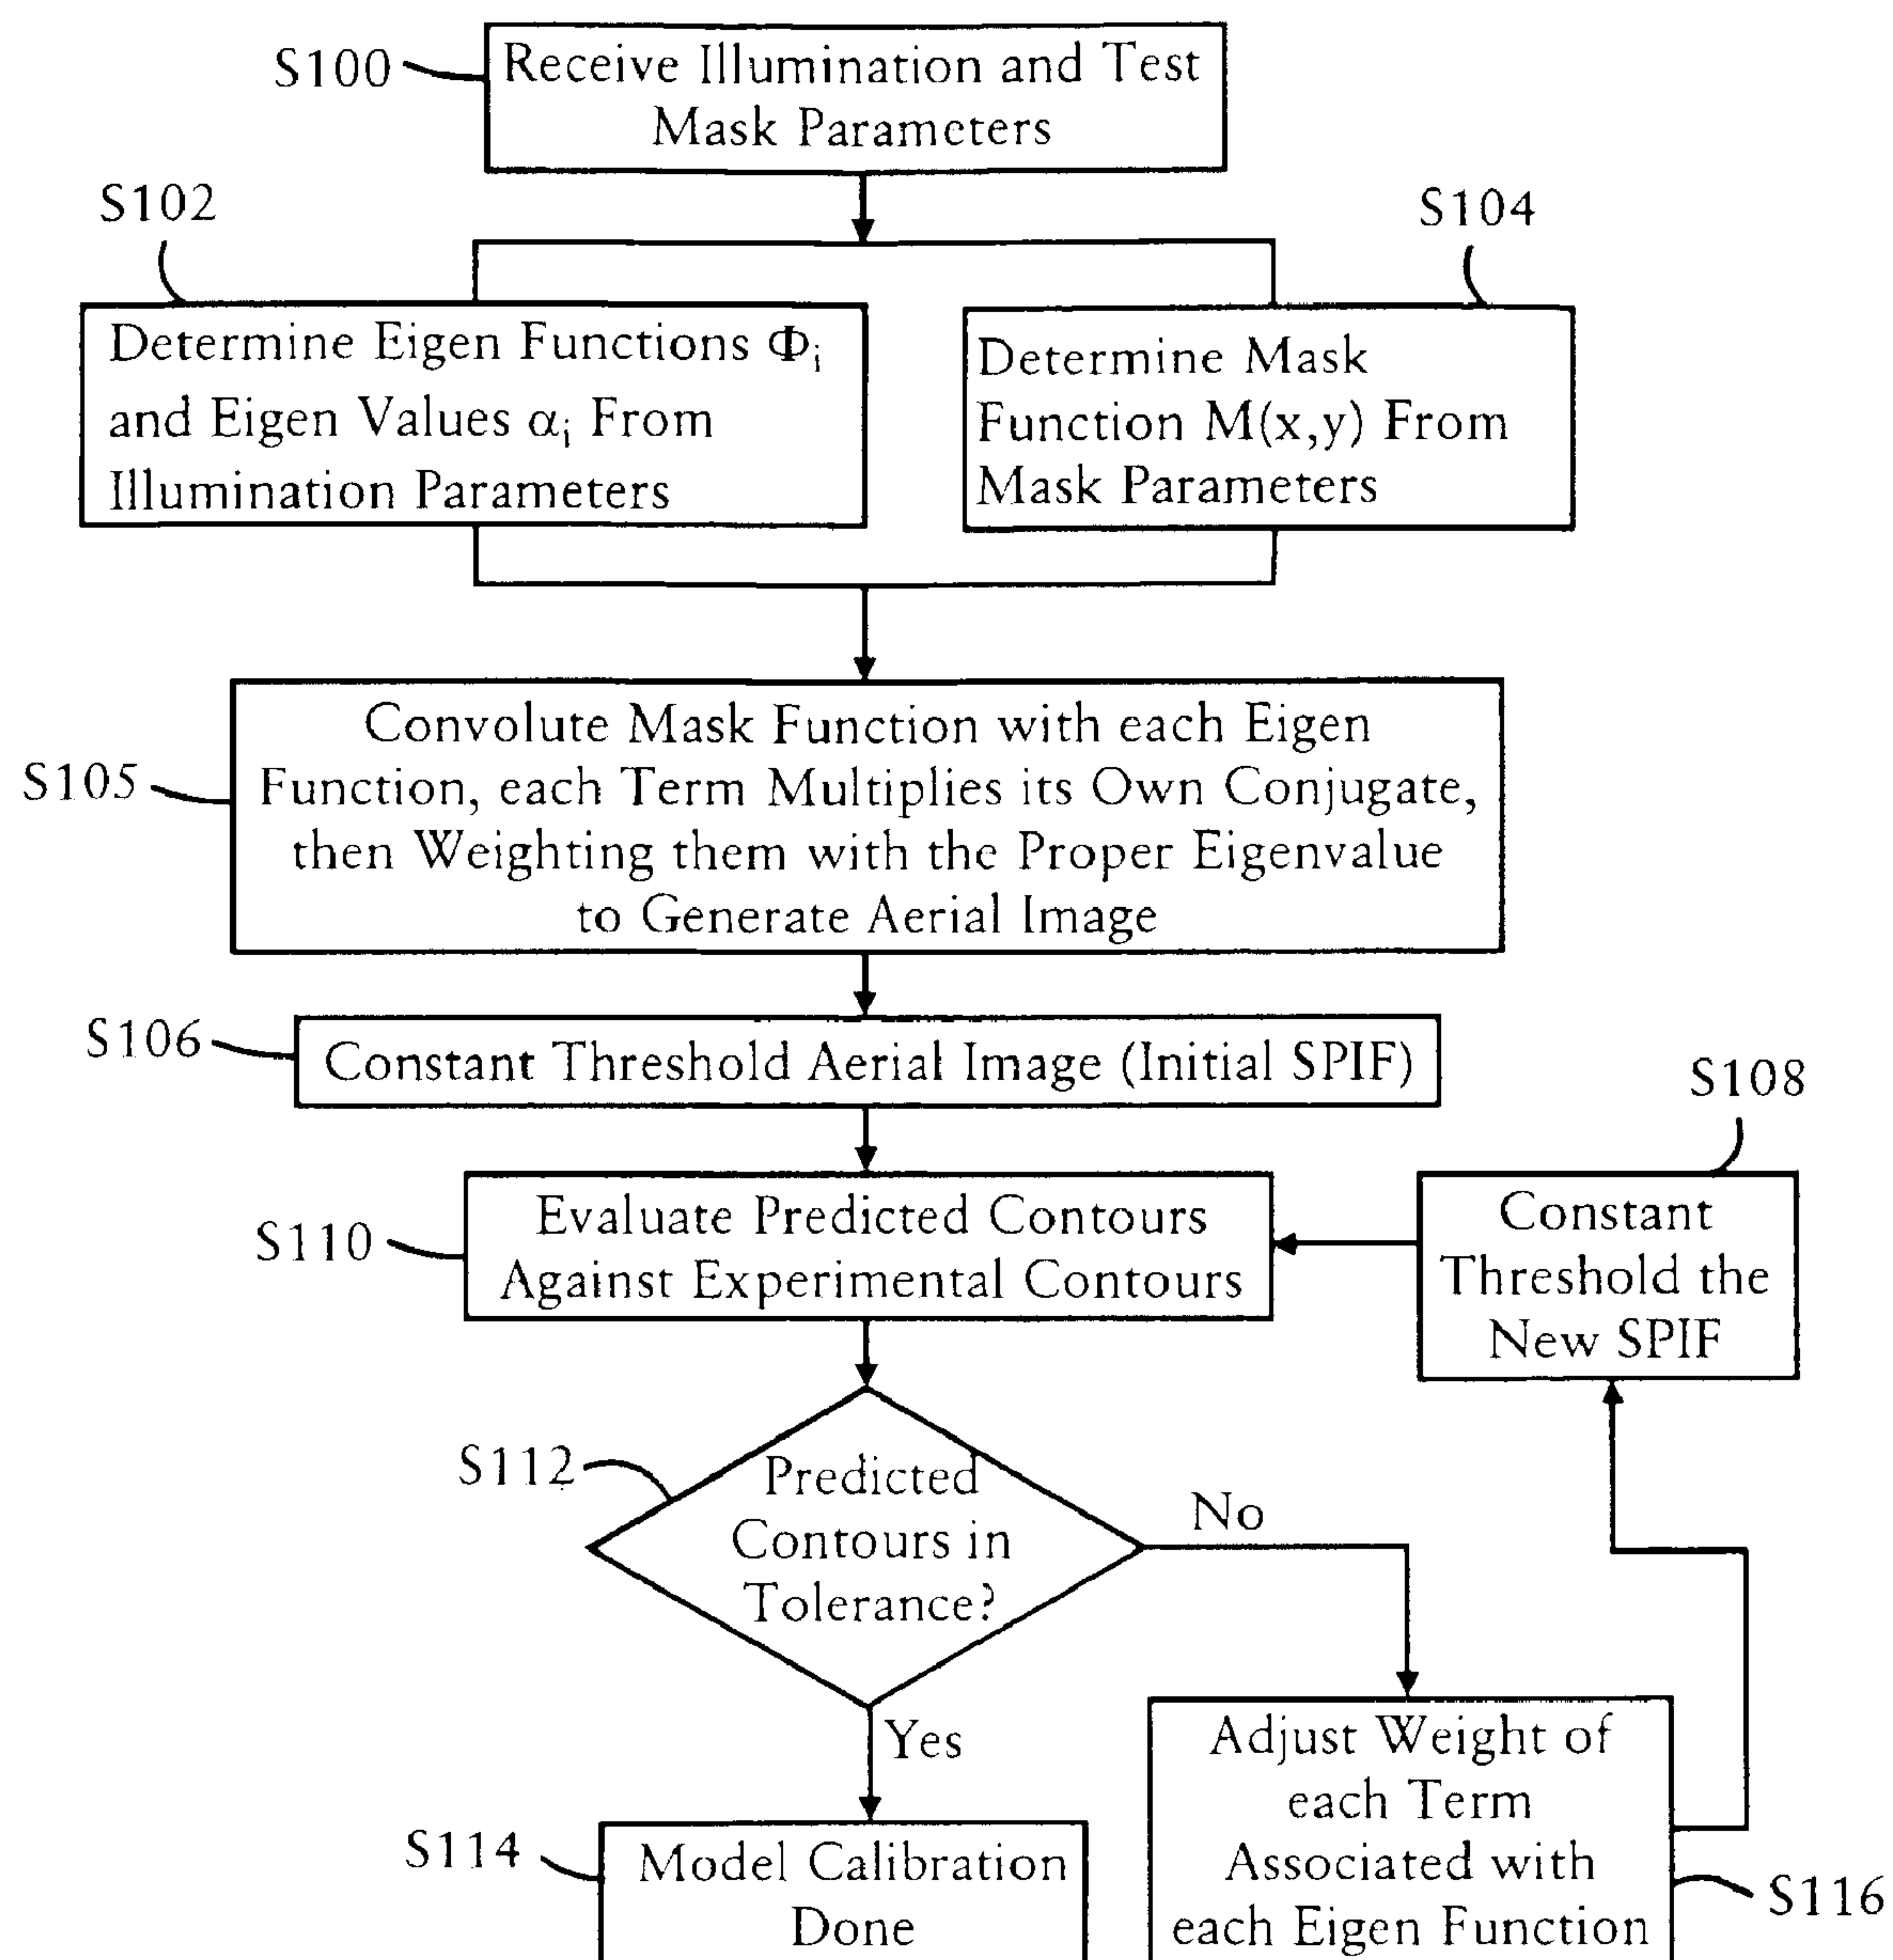 S100
Receive Illumination and Test
Mask Parameters
S102
S104
Determine Eigen Functions Φi
and Eigen Values αi From
Illumination Parameters
Determine Mask
Function M(x,y) From
Mask Parameters
S105
Convolute Mask Function with each Eigen
Function, each Term Multiplies its Own Conjugate,
then Weighting them with the Proper Eigenvalue
to Generate Aerial Image
S106
Constant Threshold Aerial Image (Initial SPIF)
S108
S110
Evaluate Predicted Contours
Against Experimental Contours
Constant
Threshold the
New SPIF
S112
Predicted
Contours in
Tolerance?
No
Yes
S114
Model Calibration
Done
Adjust Weight of
each Term
Associated with
each Eigen Function
S116